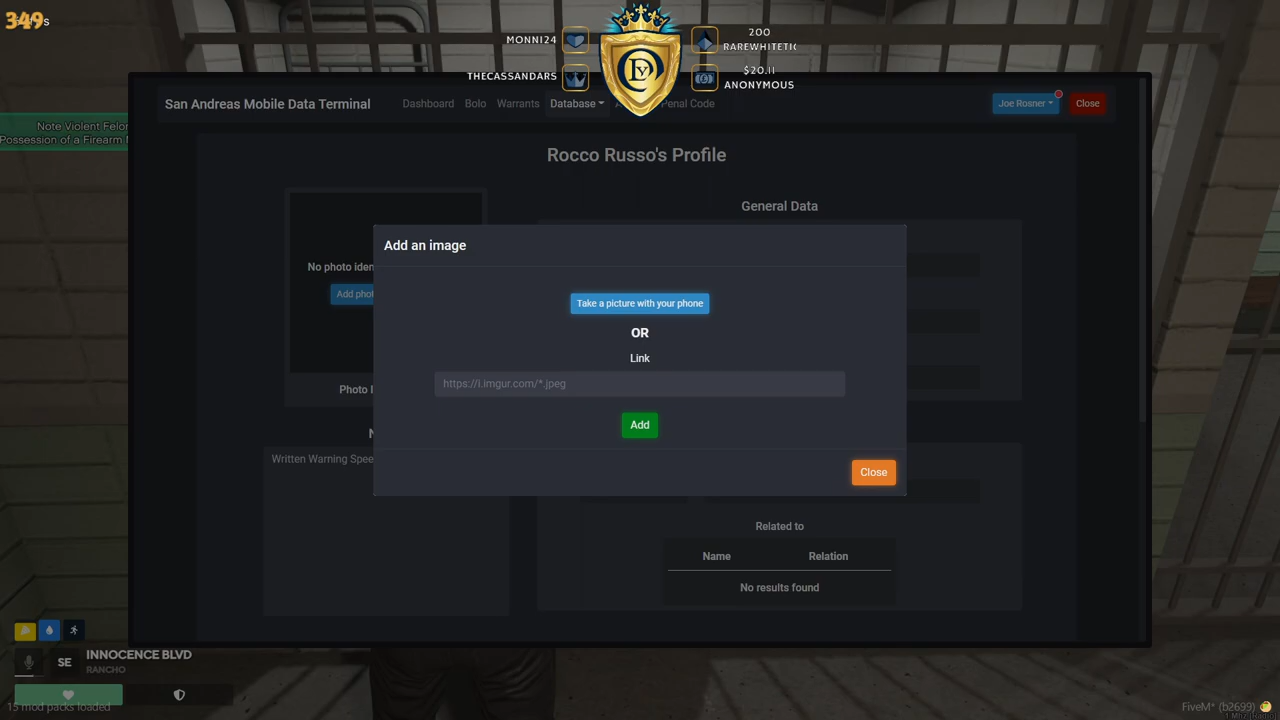 349
s
MONNI24
THECASSANDARS
200
RAREWHITETIG
$20.11
ANONYMOUS
San Andreas Mobile Data Terminal
Dashboard
Bolo
Warrants
Database
Penal Code
Joe Rosner
Close
Note Violent Felon
Possession of a Firearm
Rocco Russo's Profile
General Data
No photo iden
Add phot
Photo I
Add an image
Take a picture with your phone
OR
Link
https://i.imgur.com/*.jpeg
Add
Close
N
Written Warning Spee
Related to
Name
Relation
No results found
SE
INNOCENCE BLVD
RANCHO
15 mod packs loaded
FiveM* (b2699)